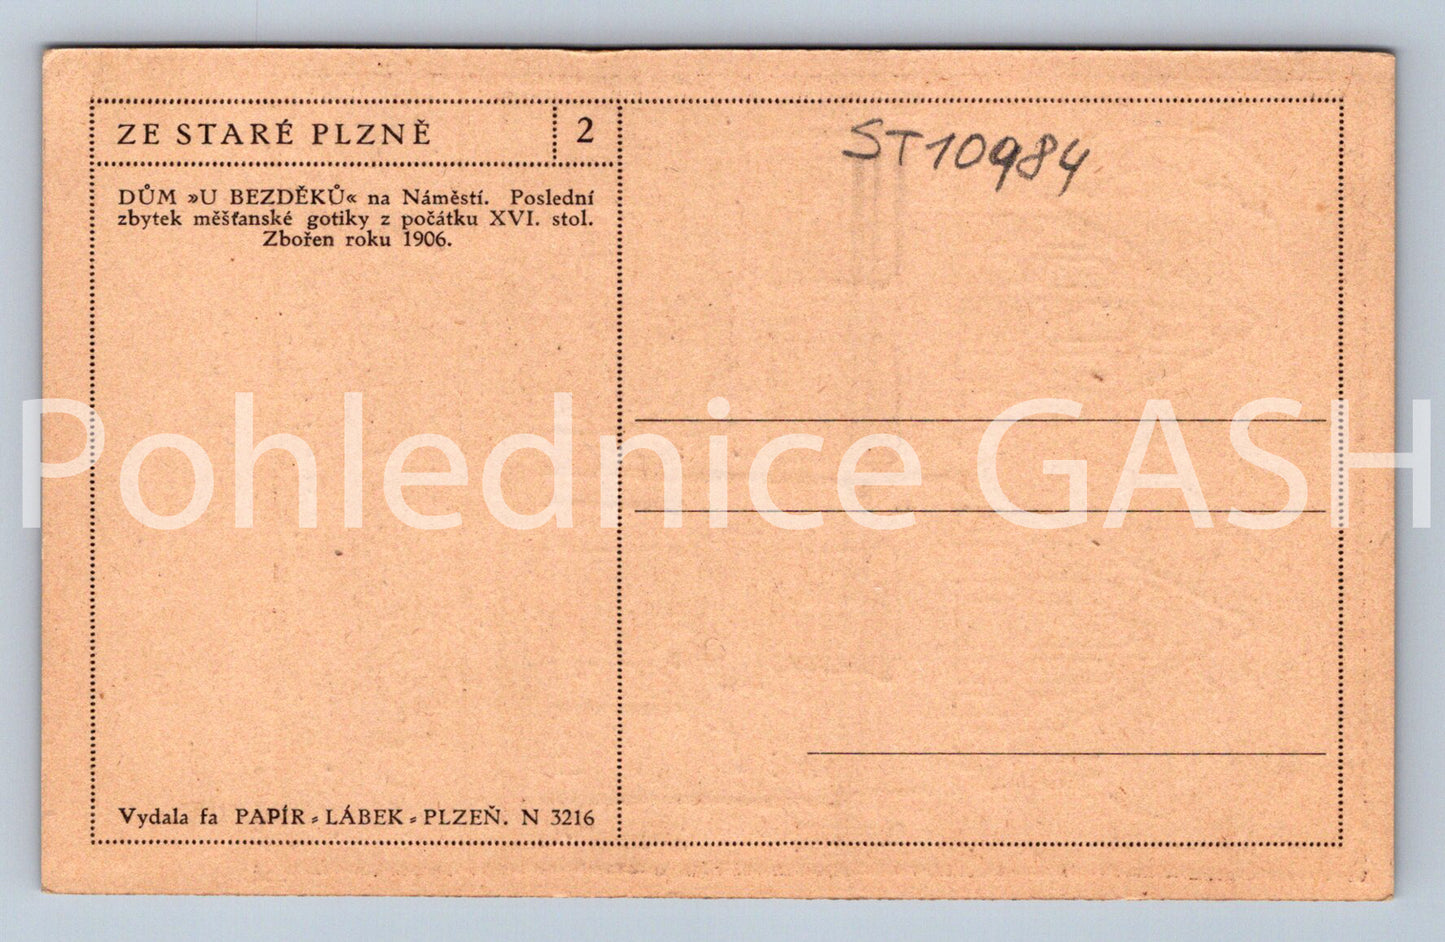 ZE STARÉ PLZNĚ
2
DŮM »U BEZDĚKŮ« na Náměstí. Poslední
zbytek měšťanské gotiky z počátku XVI. stol.
Zbořen roku 1906.
ST10984
Pohlednice GASH
Vydala fa PAPÍR-LÁBEK-PLZEŇ. N 3216